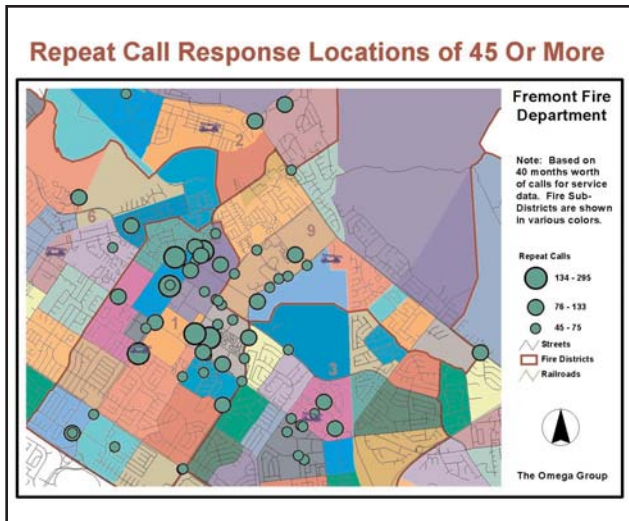 Repeat Call Response Locations of 45 Or More
Fremont Fire
Department
Note: Based on
40 months worth
of calls for service
data. Fire Sub-
Districts are shown
in various colors.
Repeat Calls
134 - 295
76 - 133
45 - 75
Streets
Fire Districts
Railroads
The Omega Group
2
6
9
1
3